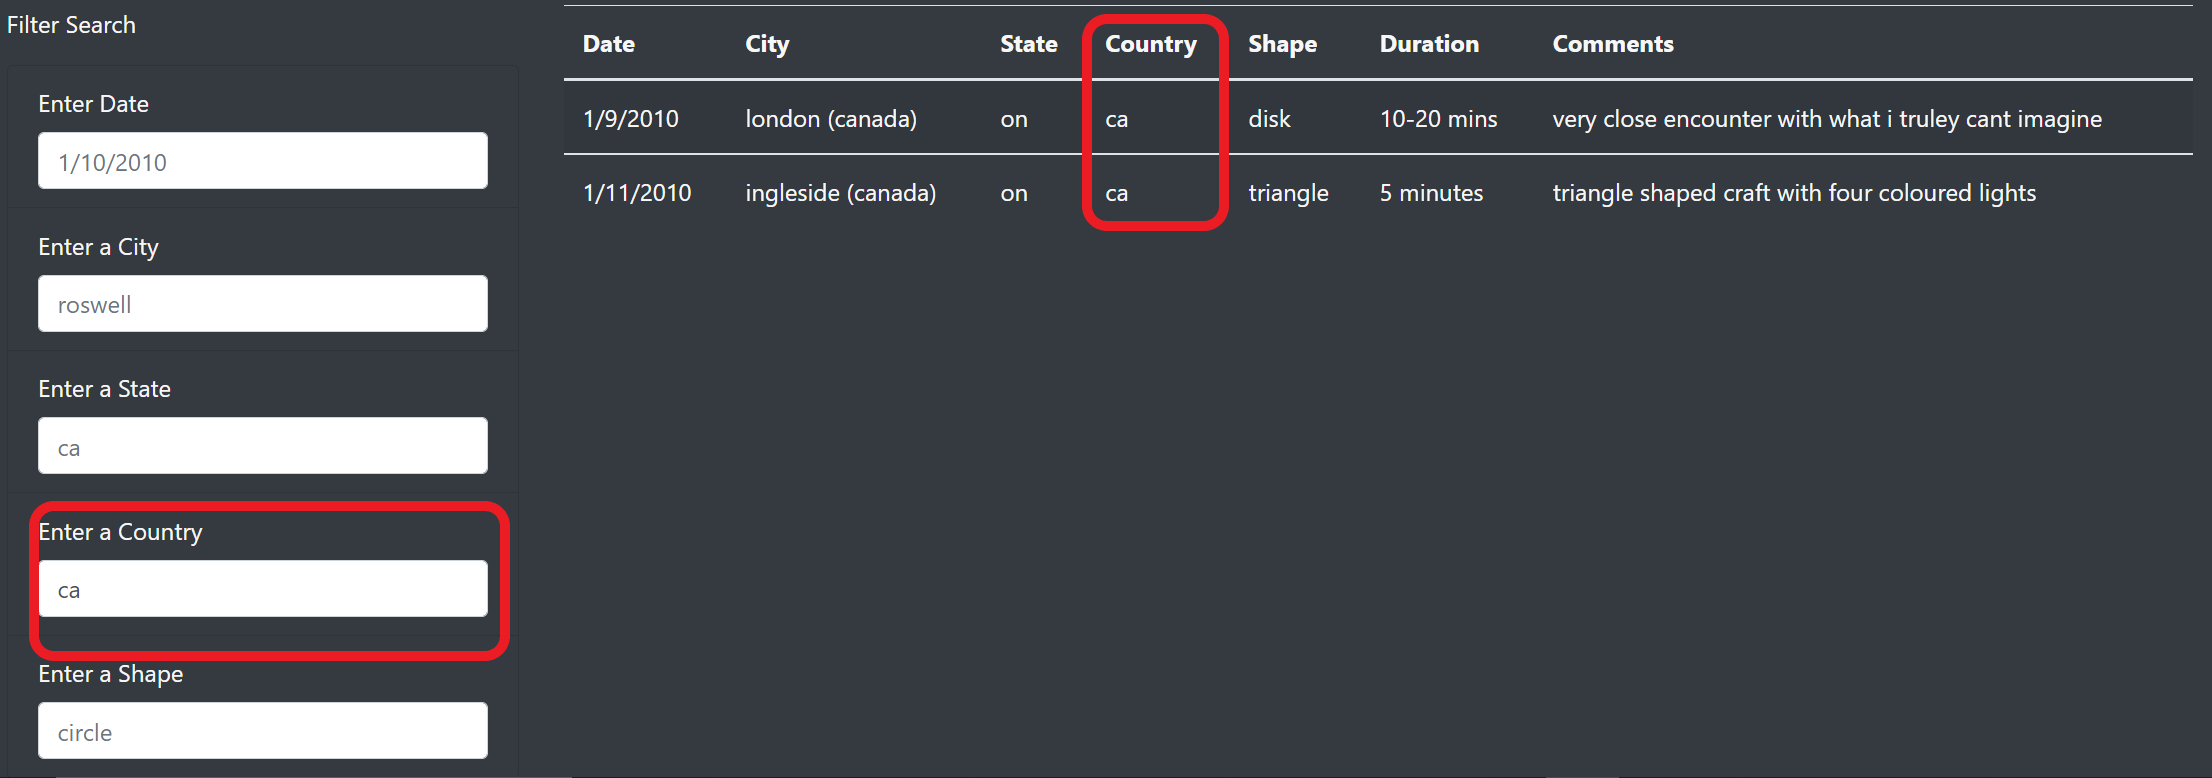 Filter Search
Enter Date
1/10/2010
Enter a City
roswell
Enter a State
ca
Enter a Country
ca
Enter a Shape
circle
Date City State Country Shape Duration Comments
1/9/2010 london (canada) on ca disk 10-20 mins very close encounter with what i truley cant imagine
1/11/2010 ingleside (canada) on ca triangle 5 minutes triangle shaped craft with four coloured lights